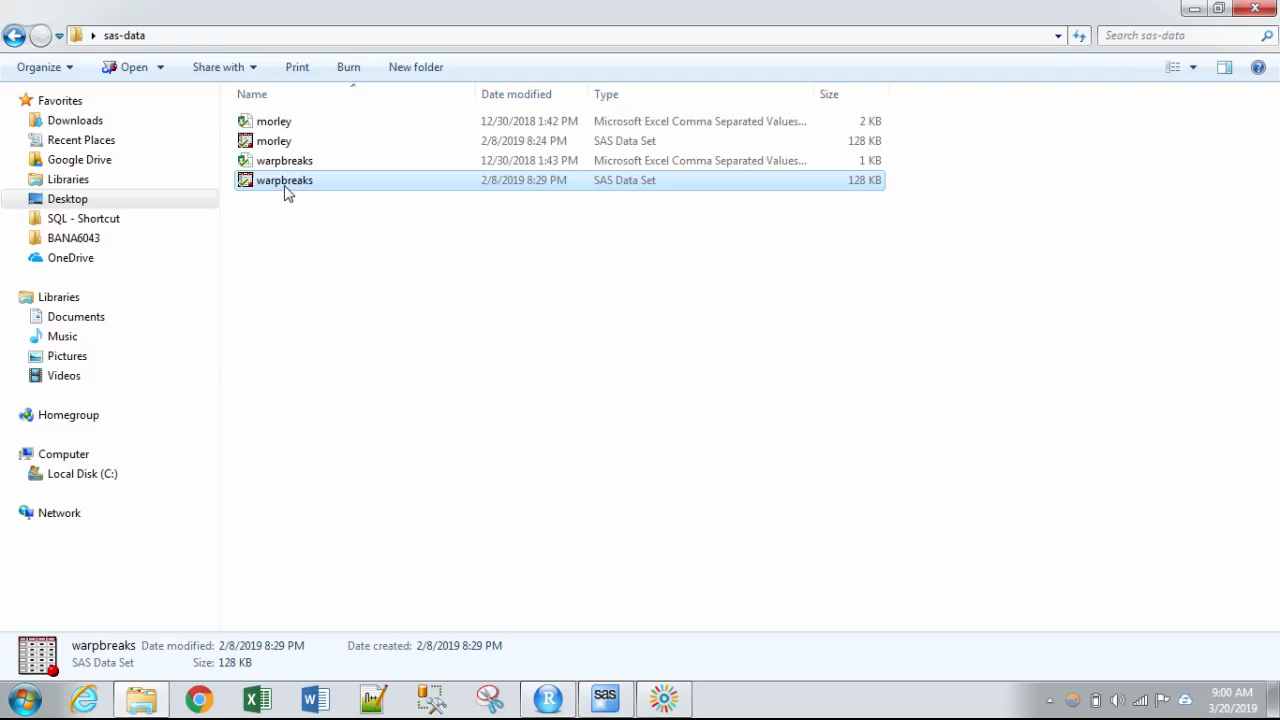 sas-data
Search sas-data
Organize Open Share with Print Burn New folder
Name Date modified Type Size
morley 12/30/2018 1:42 PM Microsoft Excel Comma Separated Values... 2 KB
morley 2/8/2019 8:24 PM SAS Data Set 128 KB
warpbreaks 12/30/2018 1:43 PM Microsoft Excel Comma Separated Values... 1 KB
warpbreaks 2/8/2019 8:29 PM SAS Data Set 128 KB
Favorites
Downloads
Recent Places
Google Drive
Libraries
Desktop
SQL - Shortcut
BANA6043
OneDrive
Libraries
Documents
Music
Pictures
Videos
Homegroup
Computer
Local Disk (C:)
Network
warpbreaks Date modified: 2/8/2019 8:29 PM Date created: 2/8/2019 8:29 PM
SAS Data Set Size: 128 KB
R
sas
9:00 AM
3/20/2019